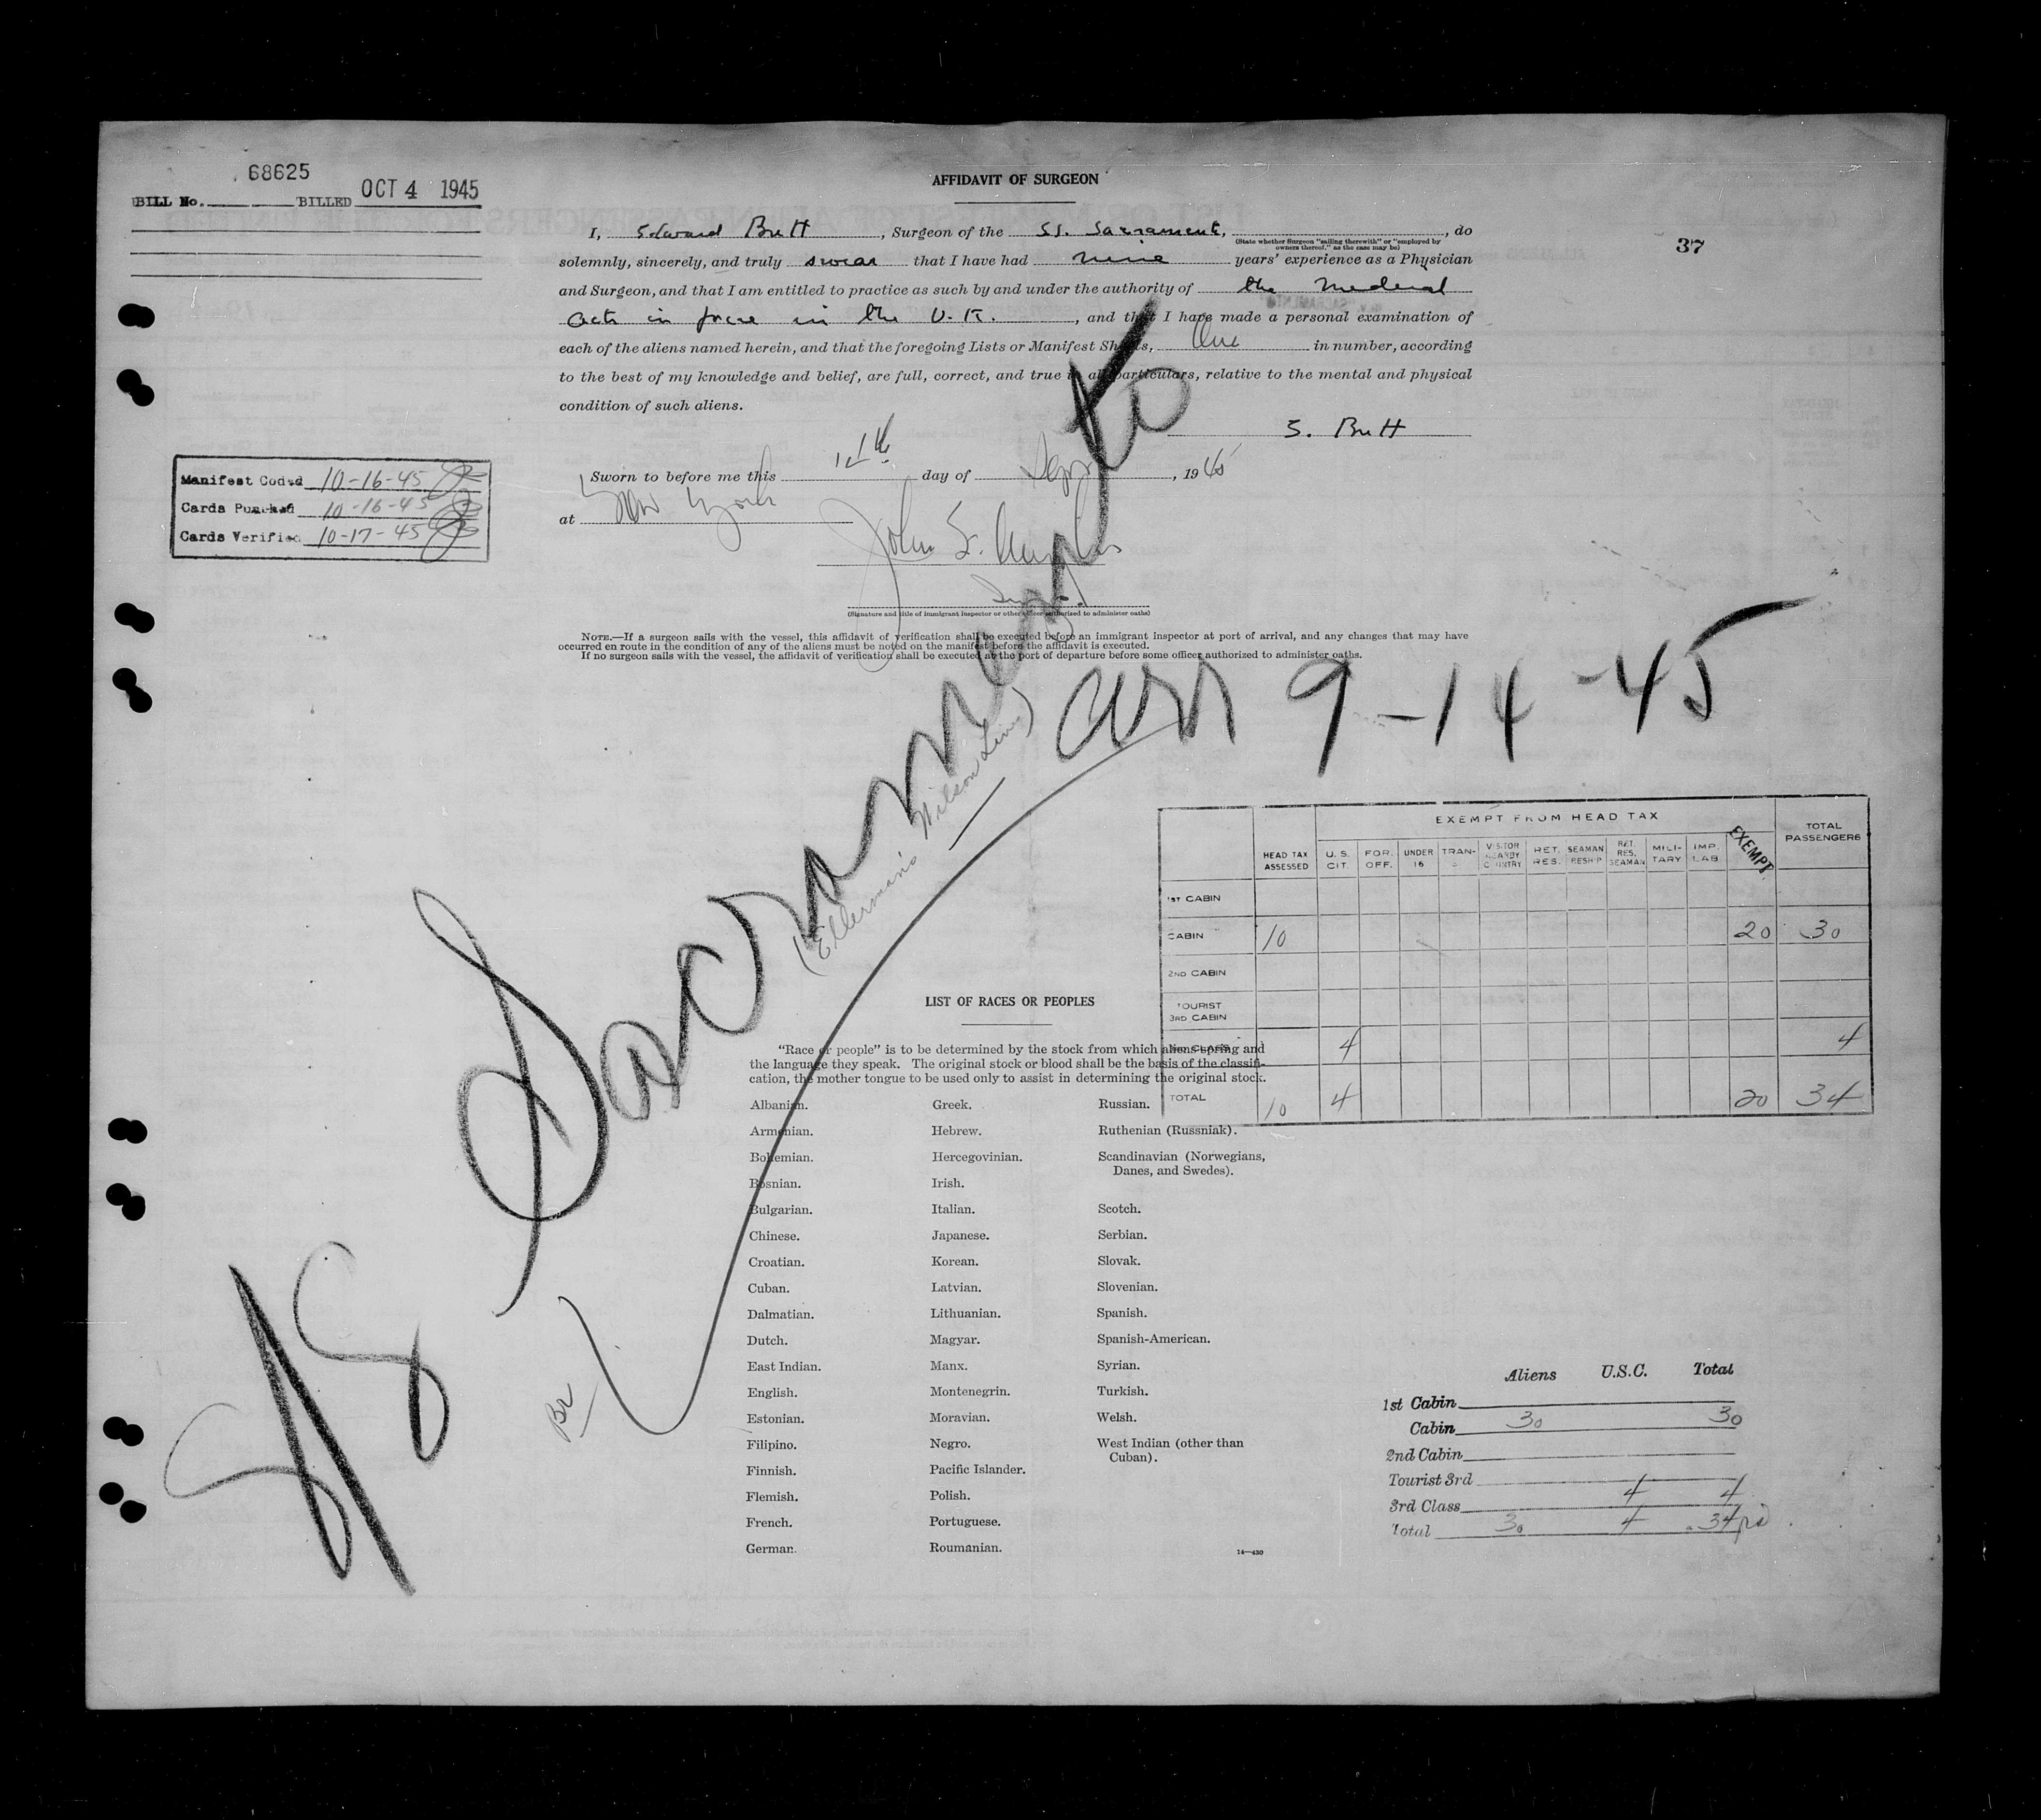 68625
BILL No. BILLED OCT 4 1945
37
AFFIDAVIT OF SURGEON
I, Edward Britt, Surgeon of the SS. Sacramento, , do
(State whether Surgeon "sailing therewith" or "employed by owners thereof," as the case may be)
solemnly, sincerely, and truly swear that I have had nine years' experience as a Physician
and Surgeon, and that I am entitled to practice as such by and under the authority of the Medical
Acts in force in the U.K. , and that I have made a personal examination of
each of the aliens named herein, and that the foregoing Lists or Manifest Sheets, One in number, according
to the best of my knowledge and belief, are full, correct, and true in all particulars, relative to the mental and physical
condition of such aliens.
E. Britt
Sworn to before me this day of Sept , 1945
at New York
John
(Signature and title of immigrant inspector or other officer authorized to administer oaths)
Manifest Coded 10-16-45
Cards Punched 10-16-45
Cards Verified 10-17-45
NOTE.—If a surgeon sails with the vessel, this affidavit of verification shall be executed before an immigrant inspector at port of arrival, and any changes that may have
occurred en route in the condition of any of the aliens must be noted on the manifest before the affidavit is executed.
If no surgeon sails with the vessel, the affidavit of verification shall be executed at the port of departure before some officer authorized to administer oaths.
SS Sacramento
(Ellerman's Wilson Line)
arr 9-14-45
Br
EXEMPT FROM HEAD TAX
HEAD TAX ASSESSED U.S. CIT. FOR. OFF. UNDER 16 TRAN- VISITOR NEARBY COUNTRY RET. RES. SEAMAN RESHIP RET. RES. SEAMAN MILI- TARY IMP. LAB. EXEMPT TOTAL PASSENGERS
1ST CABIN
CABIN 10 20 30
2ND CABIN
TOURIST 3RD CABIN
3RD CLASS 4 4
TOTAL 10 4 20 34
LIST OF RACES OR PEOPLES
"Race or people" is to be determined by the stock from which aliens spring and
the language they speak. The original stock or blood shall be the basis of the classifi-
cation, the mother tongue to be used only to assist in determining the original stock.
Albanian. Greek. Russian.
Armenian. Hebrew. Ruthenian (Russniak).
Bohemian. Hercegovinian. Scandinavian (Norwegians,
Danes, and Swedes).
Bosnian. Irish.
Bulgarian. Italian. Scotch.
Chinese. Japanese. Serbian.
Croatian. Korean. Slovak.
Cuban. Latvian. Slovenian.
Dalmatian. Lithuanian. Spanish.
Dutch. Magyar. Spanish-American.
East Indian. Manx. Syrian.
English. Montenegrin. Turkish.
Estonian. Moravian. Welsh.
Filipino. Negro. West Indian (other than
Cuban).
Finnish. Pacific Islander.
Flemish. Polish.
French. Portuguese.
German. Roumanian.
14—430
Aliens U.S.C. Total
1st Cabin
Cabin 30 30
2nd Cabin
Tourist 3rd
3rd Class 4 4
Total 30 4 34